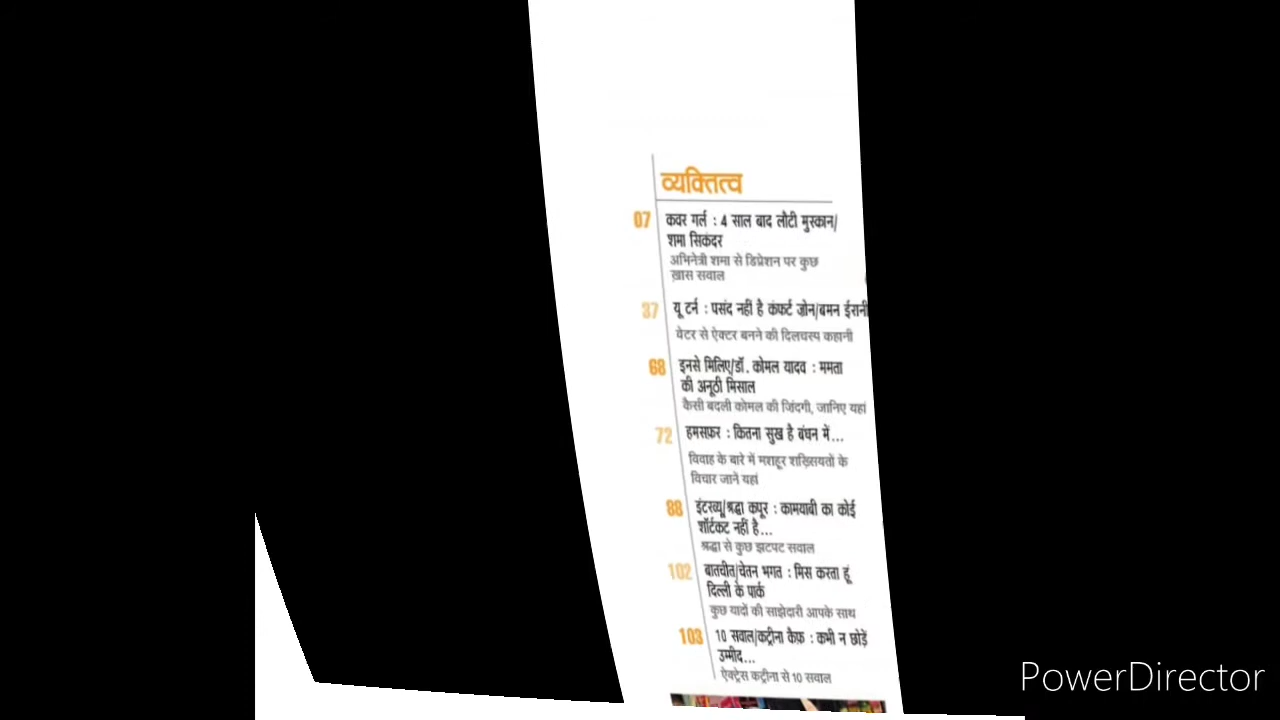 व्यक्तित्व
07 कवर गर्ल : 4 साल बाद लौटी मुस्कान/
शमा सिकंदर
अभिनेत्री शमा से डिप्रेशन पर कुछ
ख़ास सवाल
37 यू टर्न : पसंद नहीं है कंफर्ट ज़ोन/बमन ईरानी
वेटर से ऐक्टर बनने की दिलचस्प कहानी
68 इनसे मिलिए/डॉ. कोमल यादव : ममता
की अनूठी मिसाल
कैसी बदली कोमल की जिंदगी, जानिए यहां
72 हमसफ़र : कितना सुख है बंधन में...
विवाह के बारे में मशहूर शख़्सियतों के
विचार जानें यहां
88 इंटरव्यू/श्रद्धा कपूर : कामयाबी का कोई
शॉर्टकट नहीं है...
श्रद्धा से कुछ झटपट सवाल
102 बातचीत/चेतन भगत : मिस करता हूं
दिल्ली के पार्क
कुछ यादों की साझेदारी आपके साथ
103 10 सवाल/कट्रीना कैफ़ : कभी न छोड़ें
उम्मीद...
ऐक्ट्रेस कट्रीना से 10 सवाल
PowerDirector